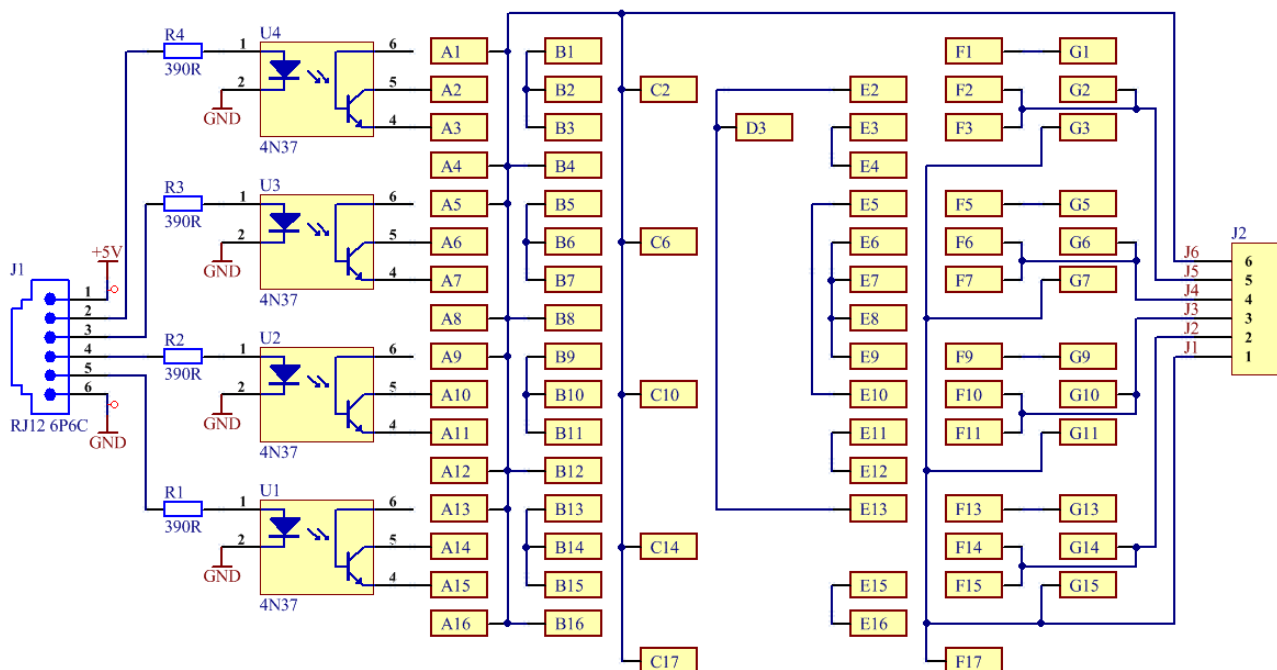 R4
390R
1
2
GND
U4
6
5
4
4N37
R3
390R
1
2
GND
U3
6
5
4
4N37
+5V
J1
1
2
3
4
5
6
RJ12 6P6C
GND
R2
390R
1
2
GND
U2
6
5
4
4N37
R1
390R
1
2
GND
U1
6
5
4
4N37
A1
A2
A3
A4
A5
A6
A7
A8
A9
A10
A11
A12
A13
A14
A15
A16
B1
B2
B3
B4
B5
B6
B7
B8
B9
B10
B11
B12
B13
B14
B15
B16
C2
C6
C10
C14
C17
D3
E2
E3
E4
E5
E6
E7
E8
E9
E10
E11
E12
E13
E15
E16
F1
F2
F3
F5
F6
F7
F9
F10
F11
F13
F14
F15
F17
G1
G2
G3
G5
G6
G7
G9
G10
G11
G13
G14
G15
J2
J6
J5
J4
J3
J2
J1
6
5
4
3
2
1